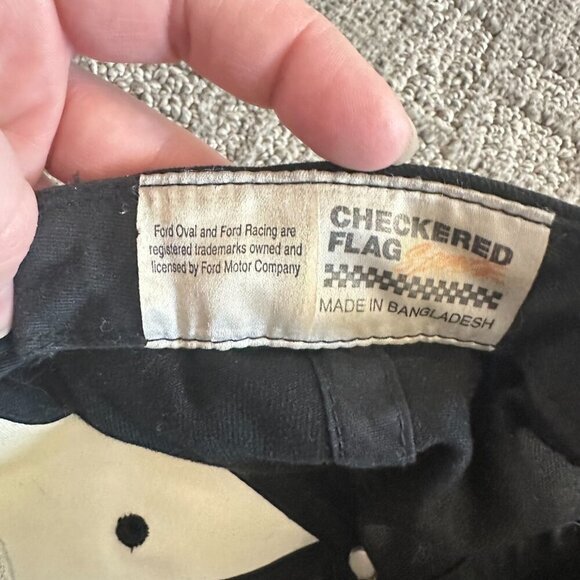 Ford Oval and Ford Racing are
registered trademarks owned and
licensed by Ford Motor Company
CHECKERED
FLAG
MADE IN BANGLADESH